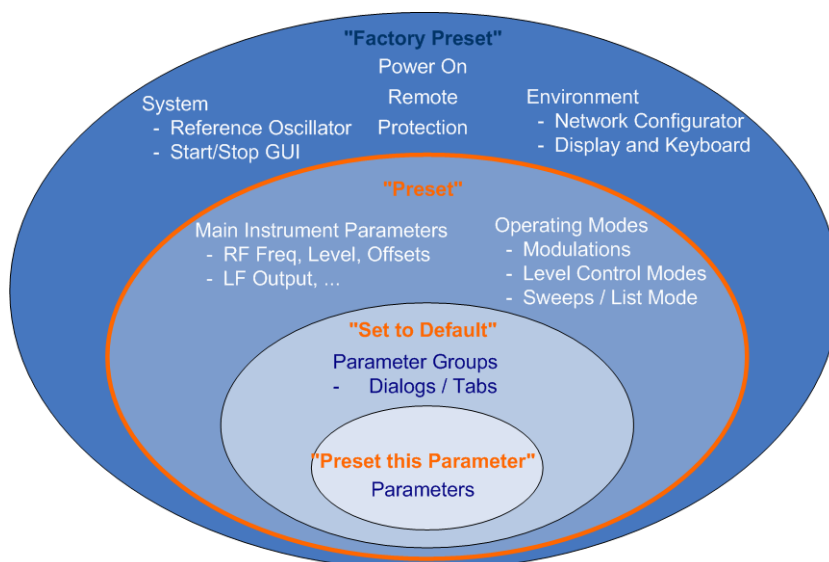 "Factory Preset"
Power On
Remote
Protection
System
- Reference Oscillator
- Start/Stop GUI
Environment
- Network Configurator
- Display and Keyboard
"Preset"
Main Instrument Parameters
- RF Freq, Level, Offsets
- LF Output, ...
Operating Modes
- Modulations
- Level Control Modes
- Sweeps / List Mode
"Set to Default"
Parameter Groups
- Dialogs / Tabs
"Preset this Parameter"
Parameters